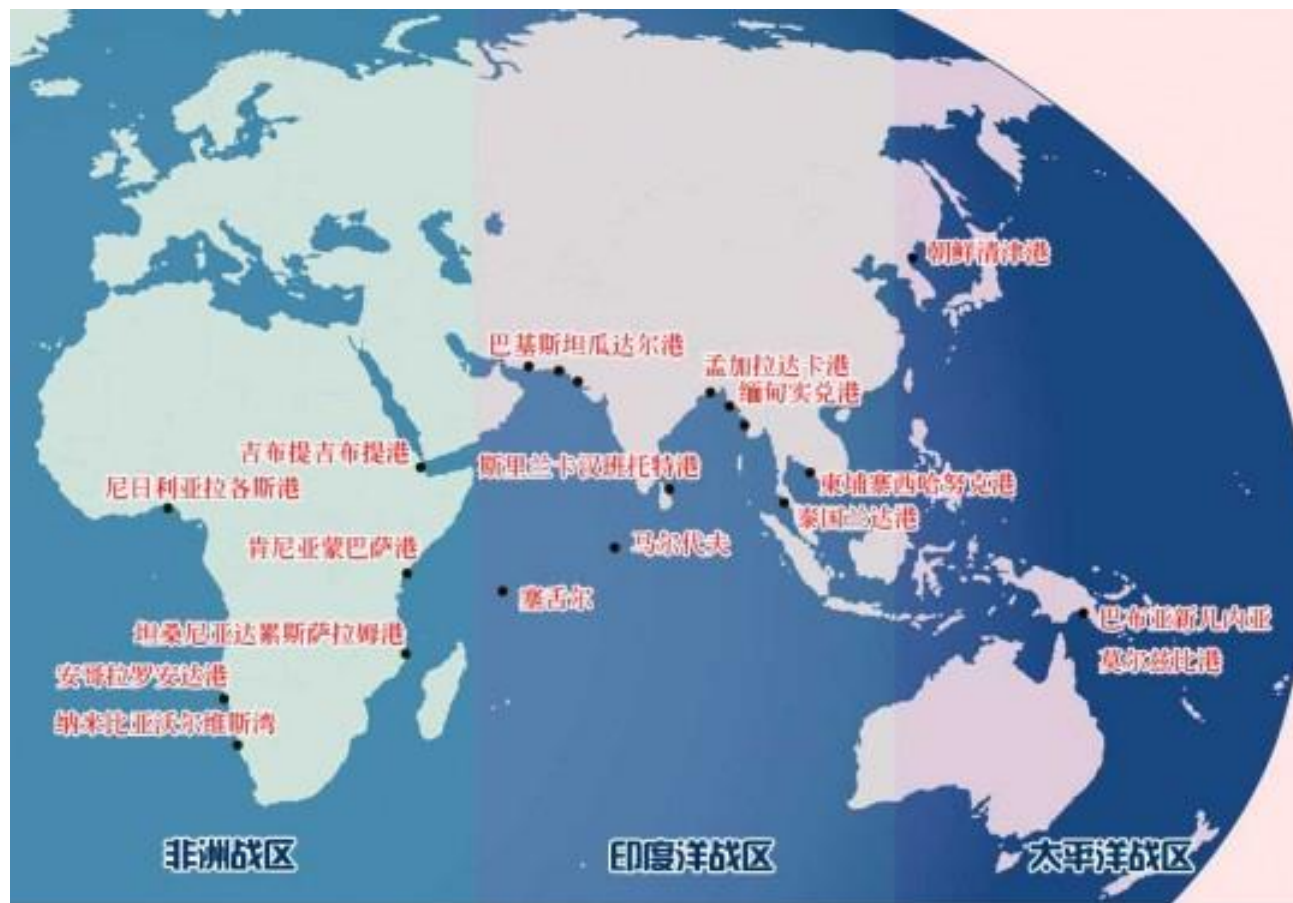 朝鲜清津港
巴基斯坦瓜达尔港
孟加拉达卡港
缅甸实兑港
吉布提吉布提港
斯里兰卡汉班托特港
尼日利亚拉各斯港
柬埔寨西哈努克港
泰国兰达港
肯尼亚蒙巴萨港
马尔代夫
塞舌尔
巴布亚新几内亚
莫尔兹比港
坦桑尼亚达累斯萨拉姆港
安哥拉罗安达港
纳米比亚沃尔维斯湾
非洲战区
印度洋战区
太平洋战区